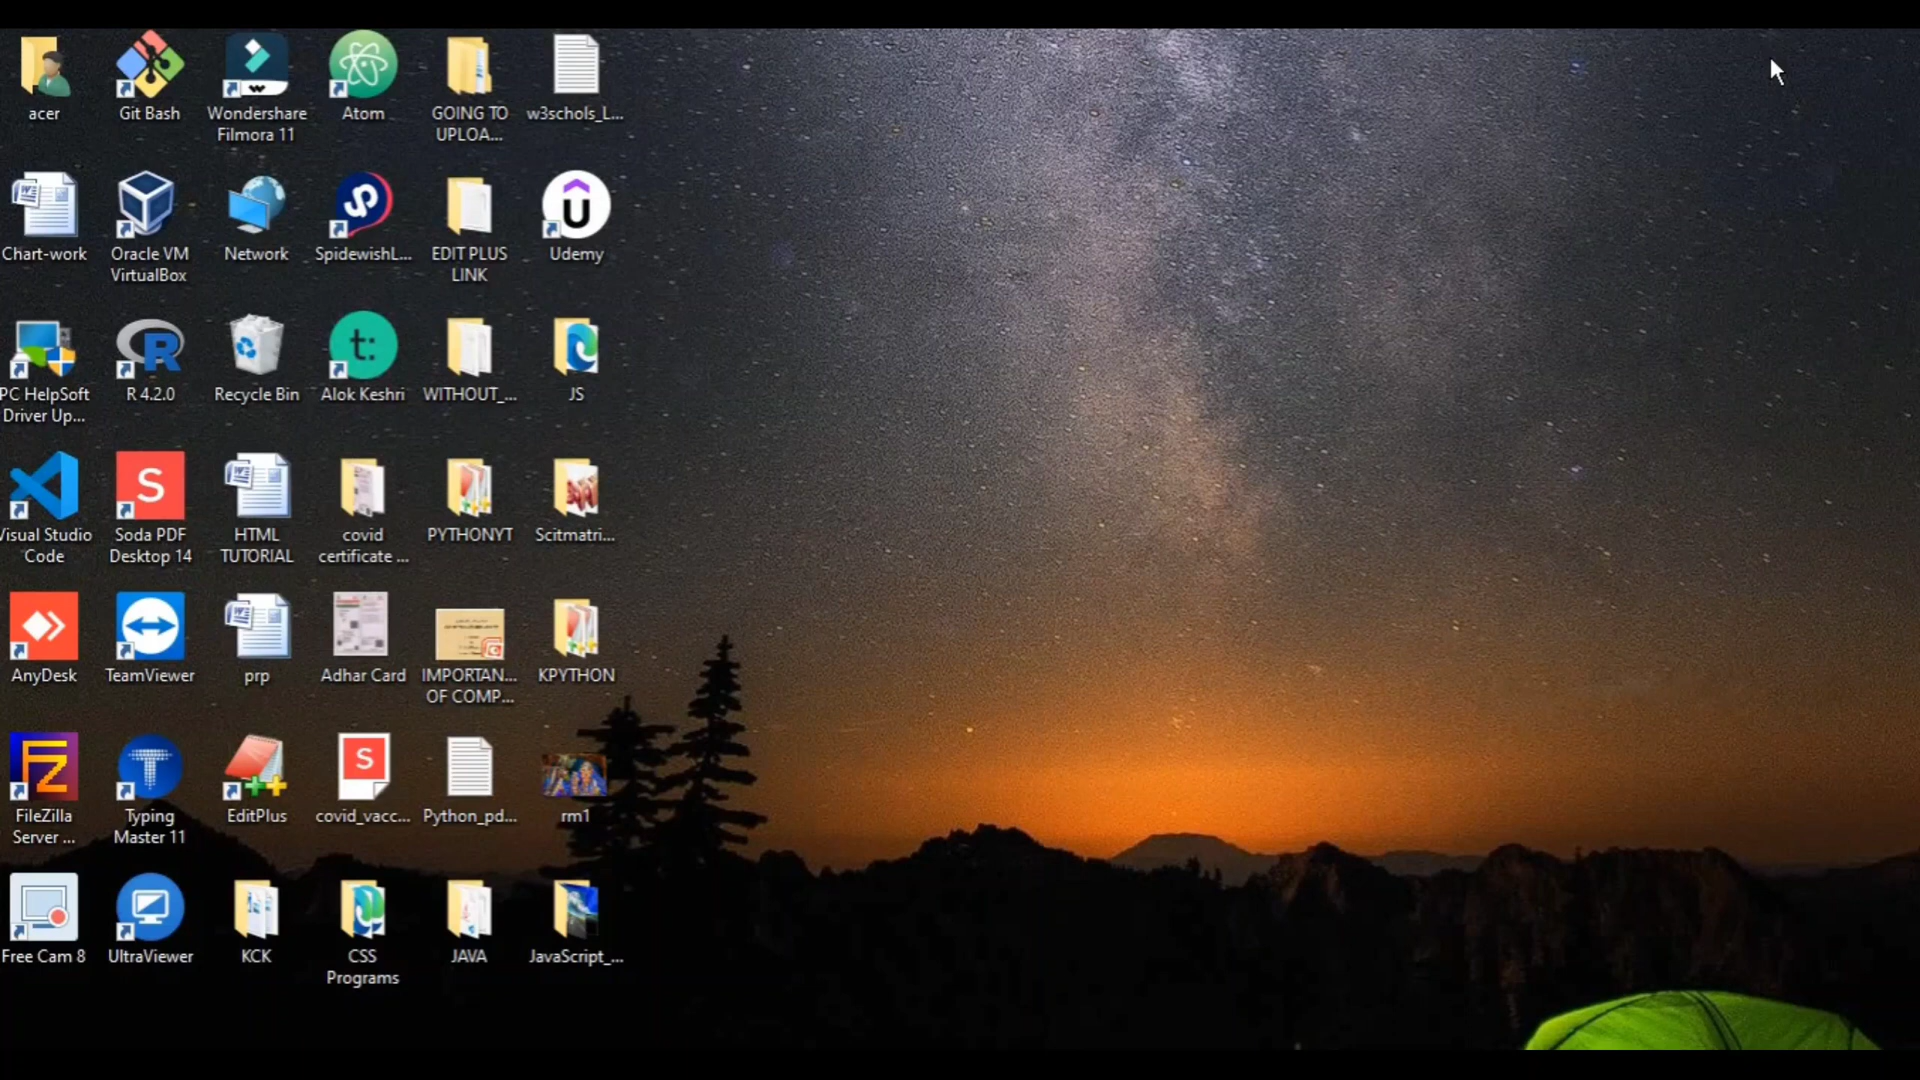 acer
Git Bash
Wondershare
Filmora 11
Atom
GOING TO
UPLOA...
w3schols_L...
Chart-work
Oracle VM
VirtualBox
Network
SpidewishL...
EDIT PLUS
LINK
Udemy
PC HelpSoft
Driver Up...
R 4.2.0
Recycle Bin
t:
Alok Keshri
WITHOUT_...
JS
Visual Studio
Code
S
Soda PDF
Desktop 14
HTML
TUTORIAL
covid
certificate ...
PYTHONYT
Scitmatri...
AnyDesk
TeamViewer
prp
Adhar Card
IMPORTAN...
OF COMP...
KPYTHON
FileZilla
Server ...
Typing
Master 11
EditPlus
S
covid_vacc...
Python_pd...
rm1
Free Cam 8
UltraViewer
KCK
CSS
Programs
JAVA
JavaScript_...